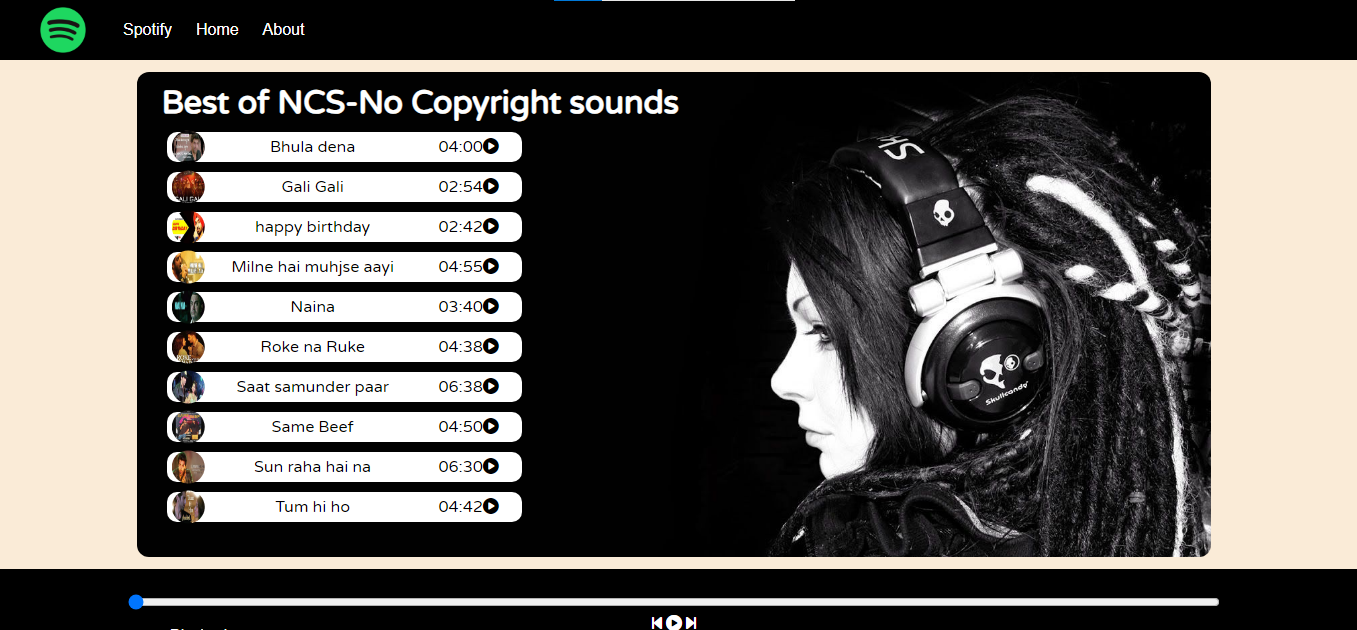 Spotify Home About
Best of NCS-No Copyright sounds
Bhula dena 04:00
Gali Gali 02:54
happy birthday 02:42
Milne hai muhjse aayi 04:55
Naina 03:40
Roke na Ruke 04:38
Saat samunder paar 06:38
Same Beef 04:50
Sun raha hai na 06:30
Tum hi ho 04:42
Skullcandy